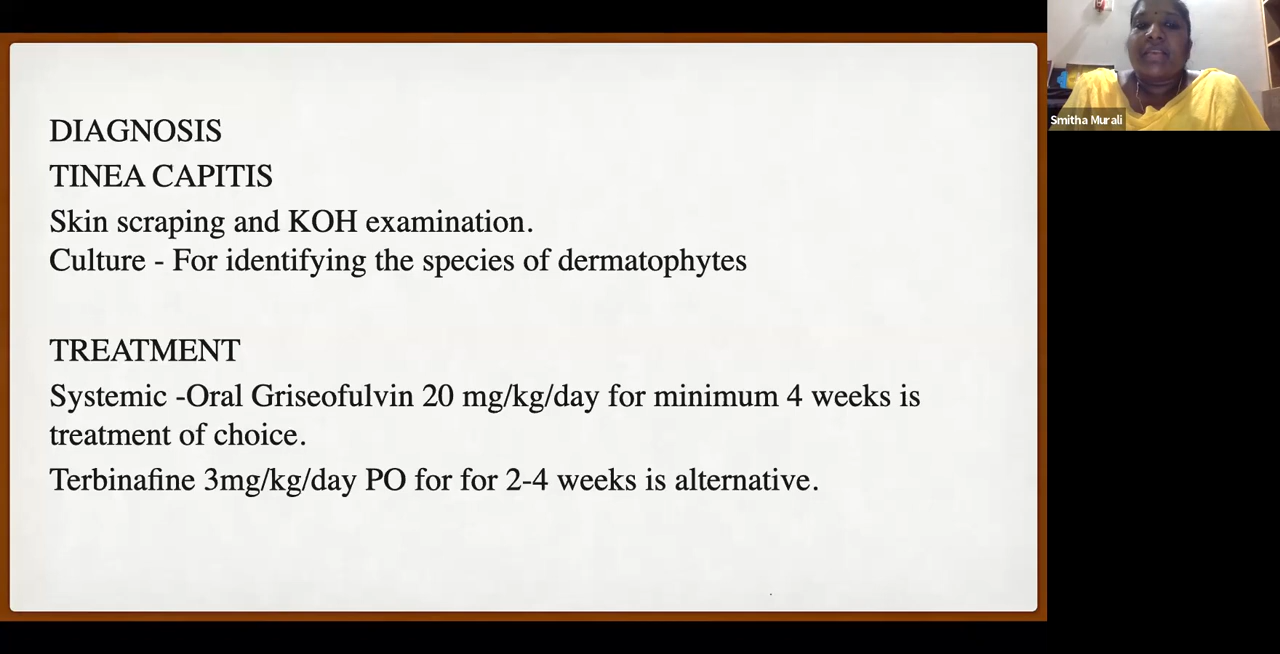 DIAGNOSIS
TINEA CAPITIS
Skin scraping and KOH examination.
Culture - For identifying the species of dermatophytes
TREATMENT
Systemic -Oral Griseofulvin 20 mg/kg/day for minimum 4 weeks is
treatment of choice.
Terbinafine 3mg/kg/day PO for for 2-4 weeks is alternative.
Smitha Murali